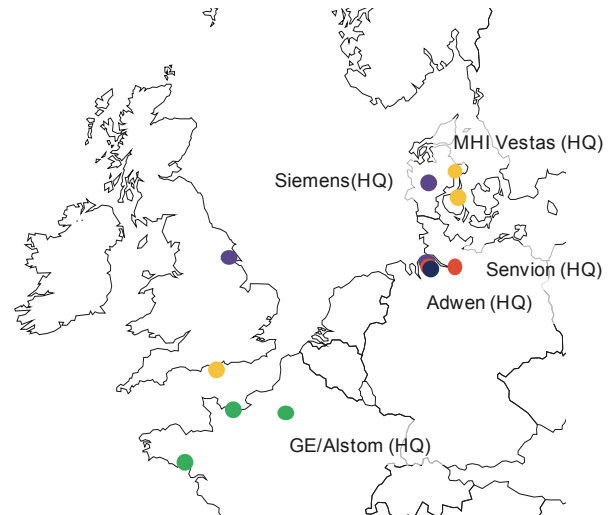 MHI Vestas (HQ)
Siemens(HQ)
Senvion (HQ)
Adwen (HQ)
GE/Alstom (HQ)